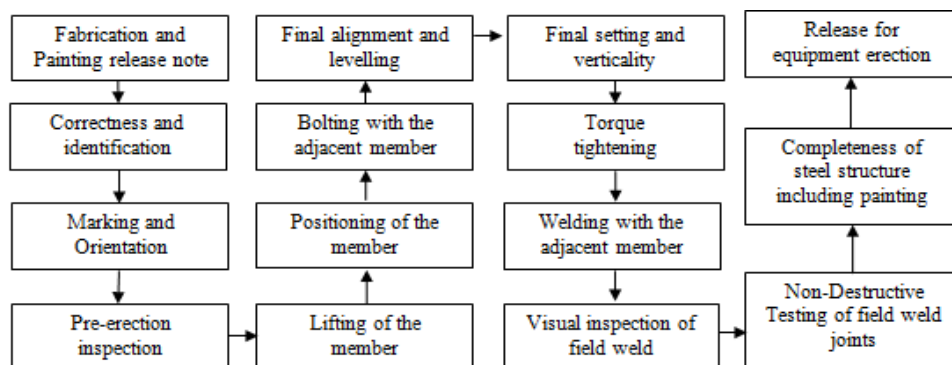 Fabrication and
Painting release note
Correctness and
identification
Marking and
Orientation
Pre-erection
inspection
Lifting of the
member
Positioning of the
member
Bolting with the
adjacent member
Final alignment and
levelling
Final setting and
verticality
Torque
tightening
Welding with the
adjacent member
Visual inspection of
field weld
Non-Destructive
Testing of field weld
joints
Completeness of
steel structure
including painting
Release for
equipment erection